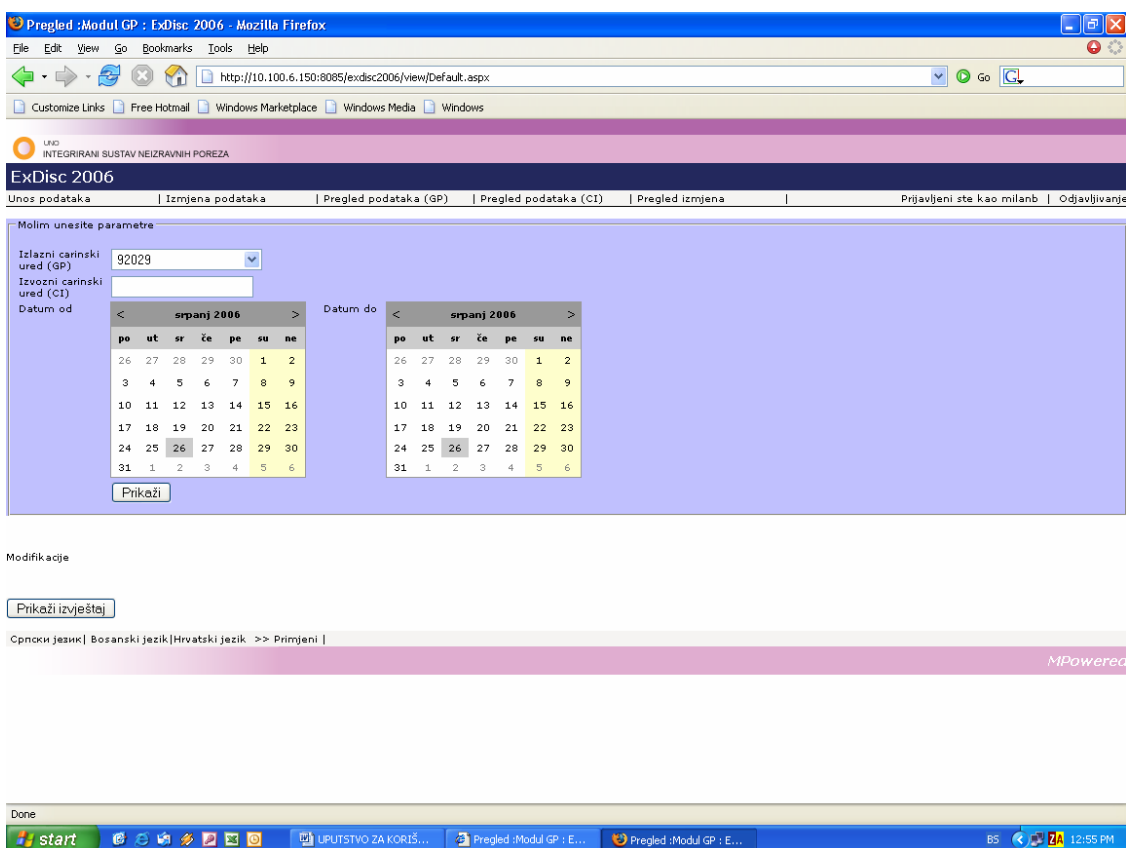 Pregled :Modul GP : ExDisc 2006 - Mozilla Firefox
File Edit View Go Bookmarks Tools Help
http://10.100.6.150:8085/exdisc2006/view/Default.aspx Go G
Customize Links Free Hotmail Windows Marketplace Windows Media Windows
UNO
INTEGRIRANI SUSTAV NEIZRAVNIH POREZA
ExDisc 2006
Unos podataka | Izmjena podataka | Pregled podataka (GP) | Pregled podataka (CI) | Pregled izmjena | Prijavljeni ste kao milanb | Odjavljivanje
Molim unesite parametre
Izlazni carinski ured (GP) 92029
Izvozni carinski ured (CI)
Datum od
< srpanj 2006 >
po ut sr če pe su ne
26 27 28 29 30 1 2
3 4 5 6 7 8 9
10 11 12 13 14 15 16
17 18 19 20 21 22 23
24 25 26 27 28 29 30
31 1 2 3 4 5 6
Datum do
< srpanj 2006 >
po ut sr če pe su ne
26 27 28 29 30 1 2
3 4 5 6 7 8 9
10 11 12 13 14 15 16
17 18 19 20 21 22 23
24 25 26 27 28 29 30
31 1 2 3 4 5 6
Prikaži
Modifikacije
Prikaži izvještaj
Српски језик| Bosanski jezik|Hrvatski jezik >> Primjeni |
MPowered
Done
start UPUTSTVO ZA KORIŠ... Pregled :Modul GP : E... Pregled :Modul GP : E... BS ZA 12:55 PM